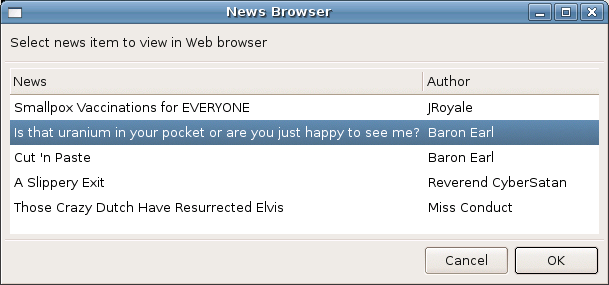 News Browser
Select news item to view in Web browser
News Author
Smallpox Vaccinations for EVERYONE JRoyale
Is that uranium in your pocket or are you just happy to see me? Baron Earl
Cut 'n Paste Baron Earl
A Slippery Exit Reverend CyberSatan
Those Crazy Dutch Have Resurrected Elvis Miss Conduct
Cancel OK